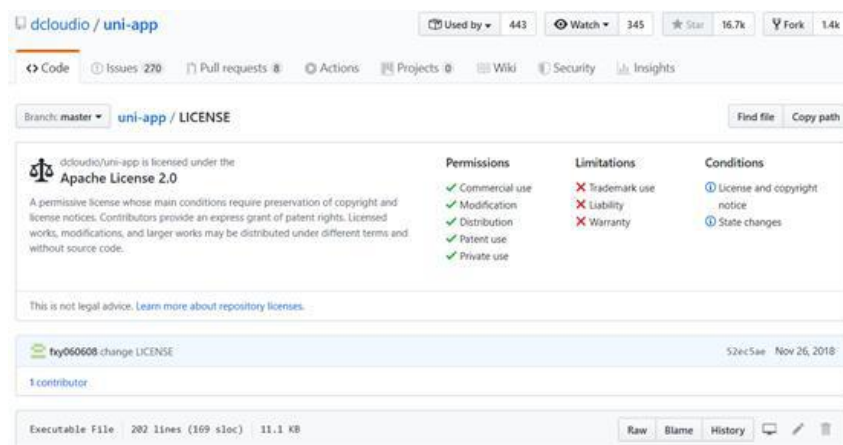 dcloudio / uni-app
Used by 443 Watch 345 Star 16.7k Fork 1.4k
Code Issues 270 Pull requests 8 Actions Projects 0 Wiki Security Insights
Branch: master uni-app / LICENSE Find file Copy path
dcloudio/uni-app is licensed under the
Apache License 2.0
A permissive license whose main conditions require preservation of copyright and
license notices. Contributors provide an express grant of patent rights. Licensed
works, modifications, and larger works may be distributed under different terms and
without source code.
Permissions
Commercial use
Modification
Distribution
Patent use
Private use
Limitations
Trademark use
Liability
Warranty
Conditions
License and copyright
notice
State changes
This is not legal advice. Learn more about repository licenses.
fxy060608 change LICENSE 52ec5ae Nov 26, 2018
1 contributor
Executable File 202 lines (169 sloc) 11.1 KB Raw Blame History